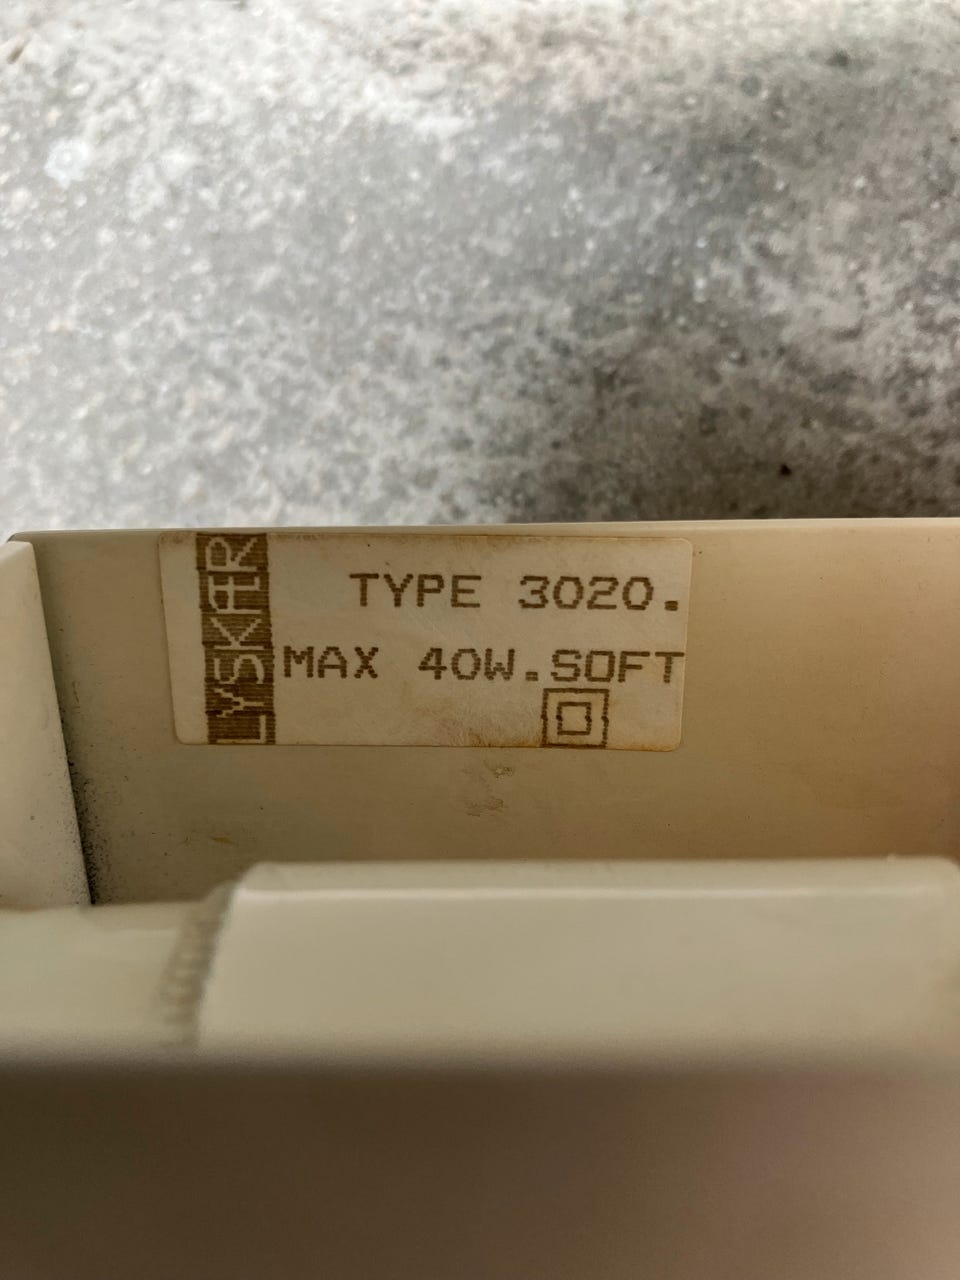 LYSKÆR
TYPE 3020.
MAX 40W.SOFT